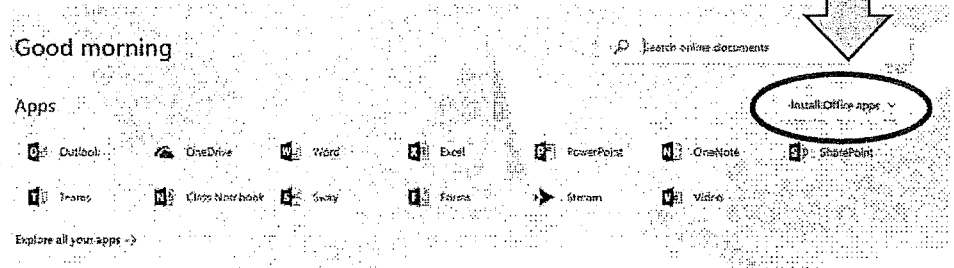 Good morning
Search online documents
Apps
Install Office apps
Outlook OneDrive Word Excel PowerPoint OneNote SharePoint
Teams Class Notebook Sway Forms Stream Video
Explore all your apps →